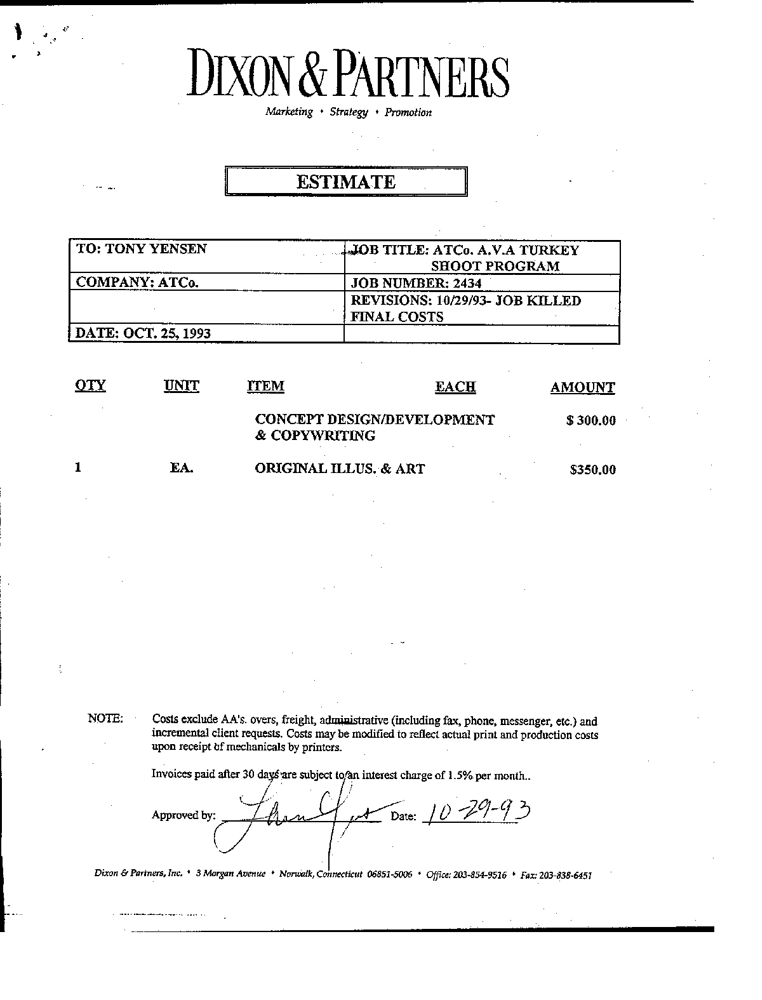 DIXON & PARTNERS
Marketing • Strategy • Promotion
ESTIMATE
TO: TONY YENSEN
JOB TITLE: ATCo. A.V.A TURKEY
SHOOT PROGRAM
COMPANY: ATCo.
JOB NUMBER: 2434
REVISIONS: 10/29/93- JOB KILLED
FINAL COSTS
DATE: OCT. 25, 1993
QTY UNIT ITEM EACH AMOUNT
CONCEPT DESIGN/DEVELOPMENT $ 300.00
& COPYWRITING
1 EA. ORIGINAL ILLUS. & ART $350.00
NOTE: Costs exclude AA's. overs, freight, administrative (including fax, phone, messenger, etc.) and
incremental client requests. Costs may be modified to reflect actual print and production costs
upon receipt of mechanicals by printers.
Invoices paid after 30 days are subject to an interest charge of 1.5% per month..
Approved by: Date: 10-29-93
Dixon & Partners, Inc. • 3 Morgan Avenue • Norwalk, Connecticut 06851-5006 • Office: 203-854-9516 • Fax: 203-838-6451